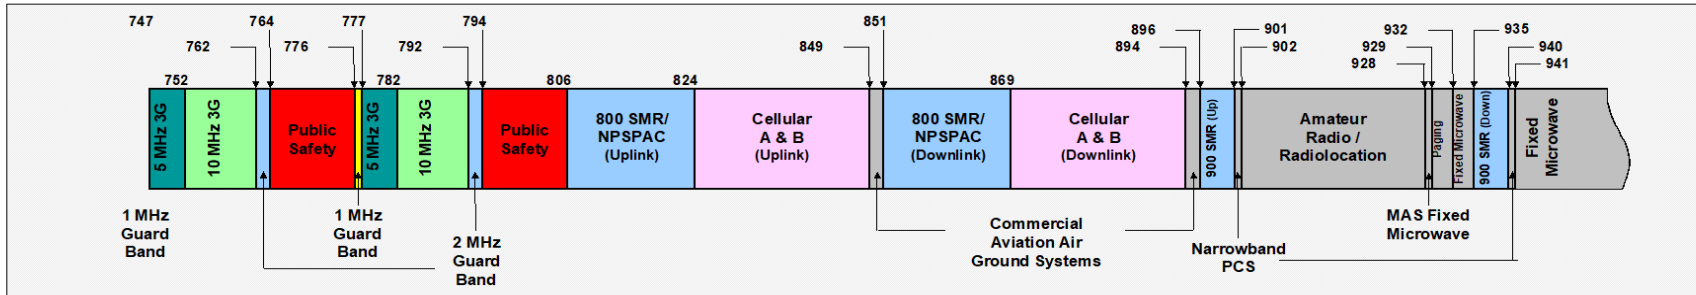 747
764
777
794
851
896
901
932
935
762
776
792
849
894
902
929
940
928
941
752
782
806
824
869
5 MHz 3G
10 MHz 3G
Public
Safety
5 MHz 3G
10 MHz 3G
Public
Safety
800 SMR/
NPSPAC
(Uplink)
Cellular
A & B
(Uplink)
800 SMR/
NPSPAC
(Downlink)
Cellular
A & B
(Downlink)
900 SMR (Up)
Amateur
Radio /
Radiolocation
Paging
Fixed Microwave
900 SMR (Down)
Fixed
Microwave
1 MHz
Guard
Band
1 MHz
Guard
Band
2 MHz
Guard
Band
Commercial
Aviation Air
Ground Systems
Narrowband
PCS
MAS Fixed
Microwave